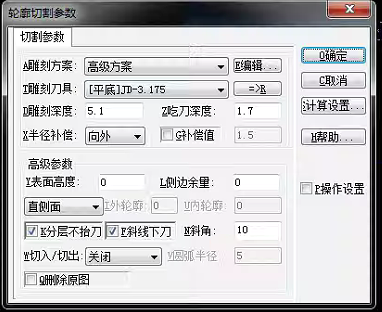 轮廓切割参数
切割参数
A雕刻方案: 高级方案 E编辑...
T雕刻刀具: [平底]JD-3.175 =>R
D雕刻深度: 5.1 Z吃刀深度: 1.7
X半径补偿: 向外 G补偿值 1.5
高级参数
Y表面高度: 0 L侧边余量: 0
直侧面 I外轮廓: 0 U内轮廓: 0
K分层不抬刀 F斜线下刀 N斜角: 10
W切入/切出: 关闭 V圆弧半径 5
Q删除原图
O确定
C取消
S计算设置...
H帮助...
P操作设置